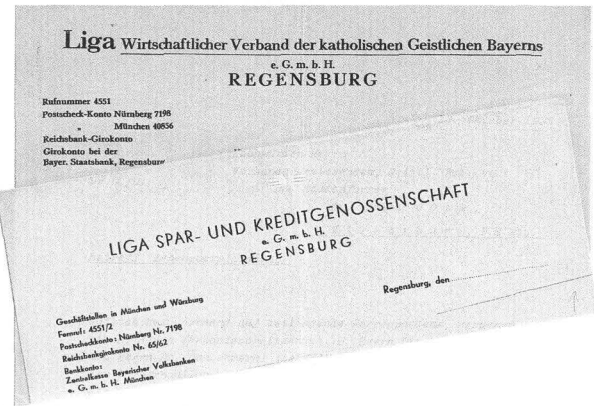 Liga Wirtschaftlicher Verband der katholischen Geistlichen Bayerns
e. G. m. b. H.
REGENSBURG
Rufnummer 4551
Postscheck-Konto Nürnberg 7198
„ München 40856
Reichsbank-Girokonto
Girokonto bei der
Bayer. Staatsbank, Regensburg
LIGA SPAR- UND KREDITGENOSSENSCHAFT
e. G. m. b. H.
REGENSBURG
Regensburg, den
Geschäftstellen in München und Würzburg
Fernruf: 4551/2
Postscheckkonto: Nürnberg Nr. 7198
Reichsbankgirokonto Nr. 65/62
Bankkonto:
Zentralkasse Bayerischer Volksbanken
e. G. m. b. H. München